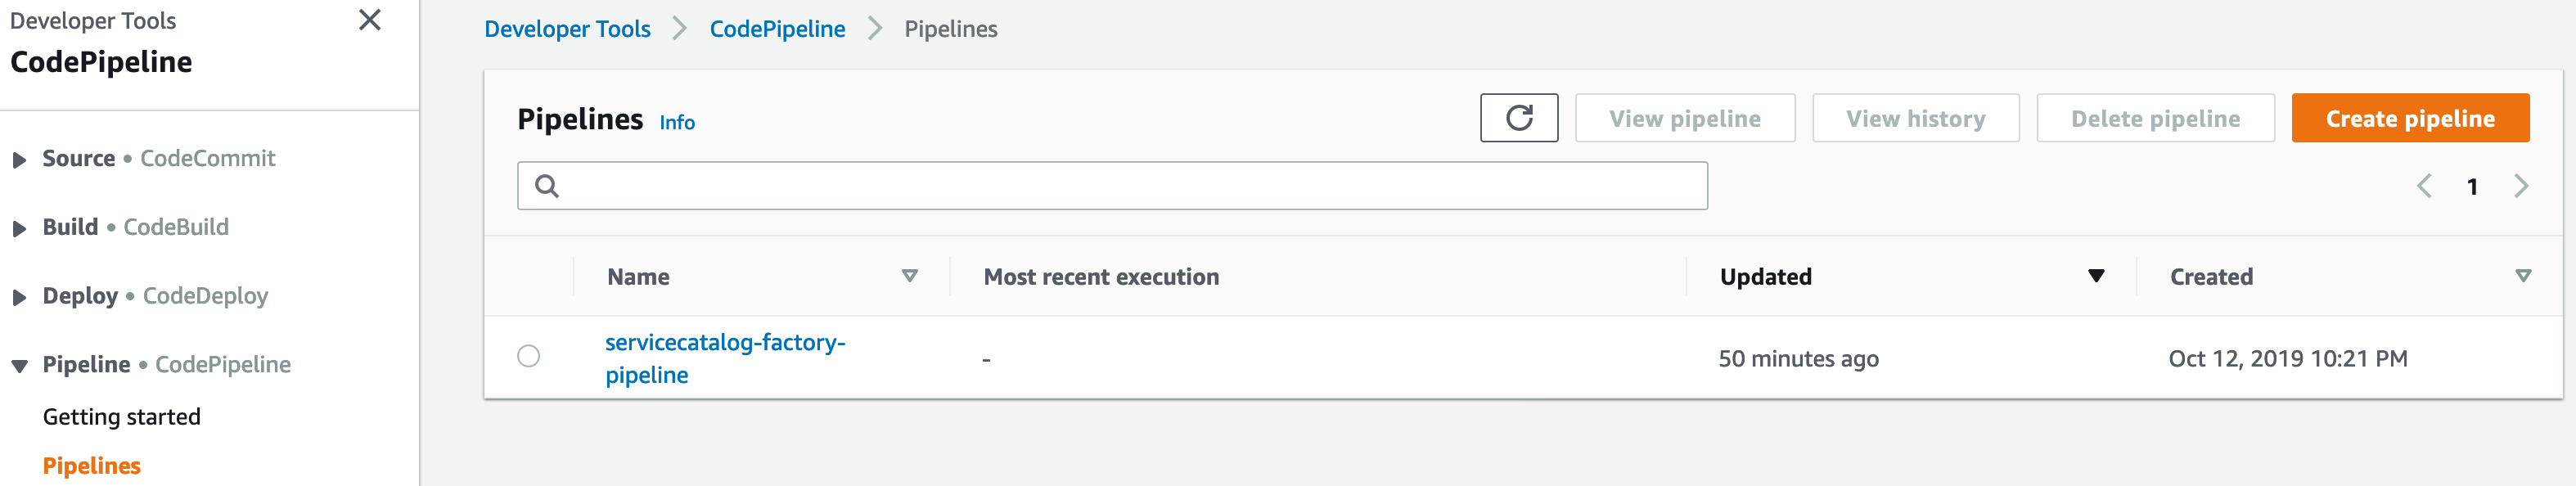 Developer Tools
CodePipeline
Source • CodeCommit
Build • CodeBuild
Deploy • CodeDeploy
Pipeline • CodePipeline
Getting started
Pipelines
Developer Tools > CodePipeline > Pipelines
Pipelines Info
View pipeline
View history
Delete pipeline
Create pipeline
1
Name
Most recent execution
Updated
Created
servicecatalog-factory-
pipeline
-
50 minutes ago
Oct 12, 2019 10:21 PM